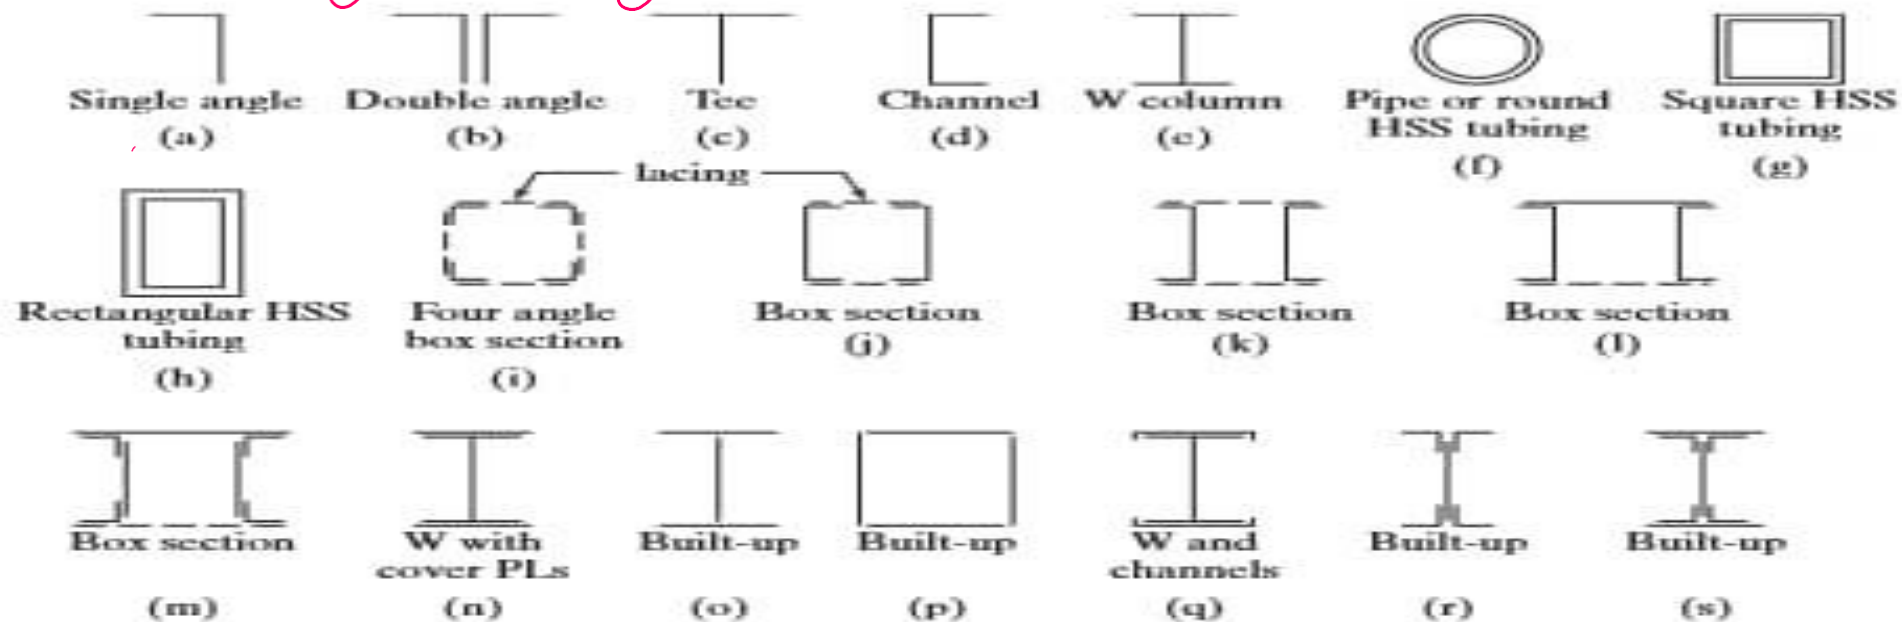 Single angle
(a)
Double angle
(b)
Tee
(c)
Channel
(d)
W column
(e)
Pipe or round
HSS tubing
(f)
Square HSS
tubing
(g)
lacing
Rectangular HSS
tubing
(h)
Four angle
box section
(i)
Box section
(j)
Box section
(k)
Box section
(l)
Box section
(m)
W with
cover PLs
(n)
Built-up
(o)
Built-up
(p)
W and
channels
(q)
Built-up
(r)
Built-up
(s)